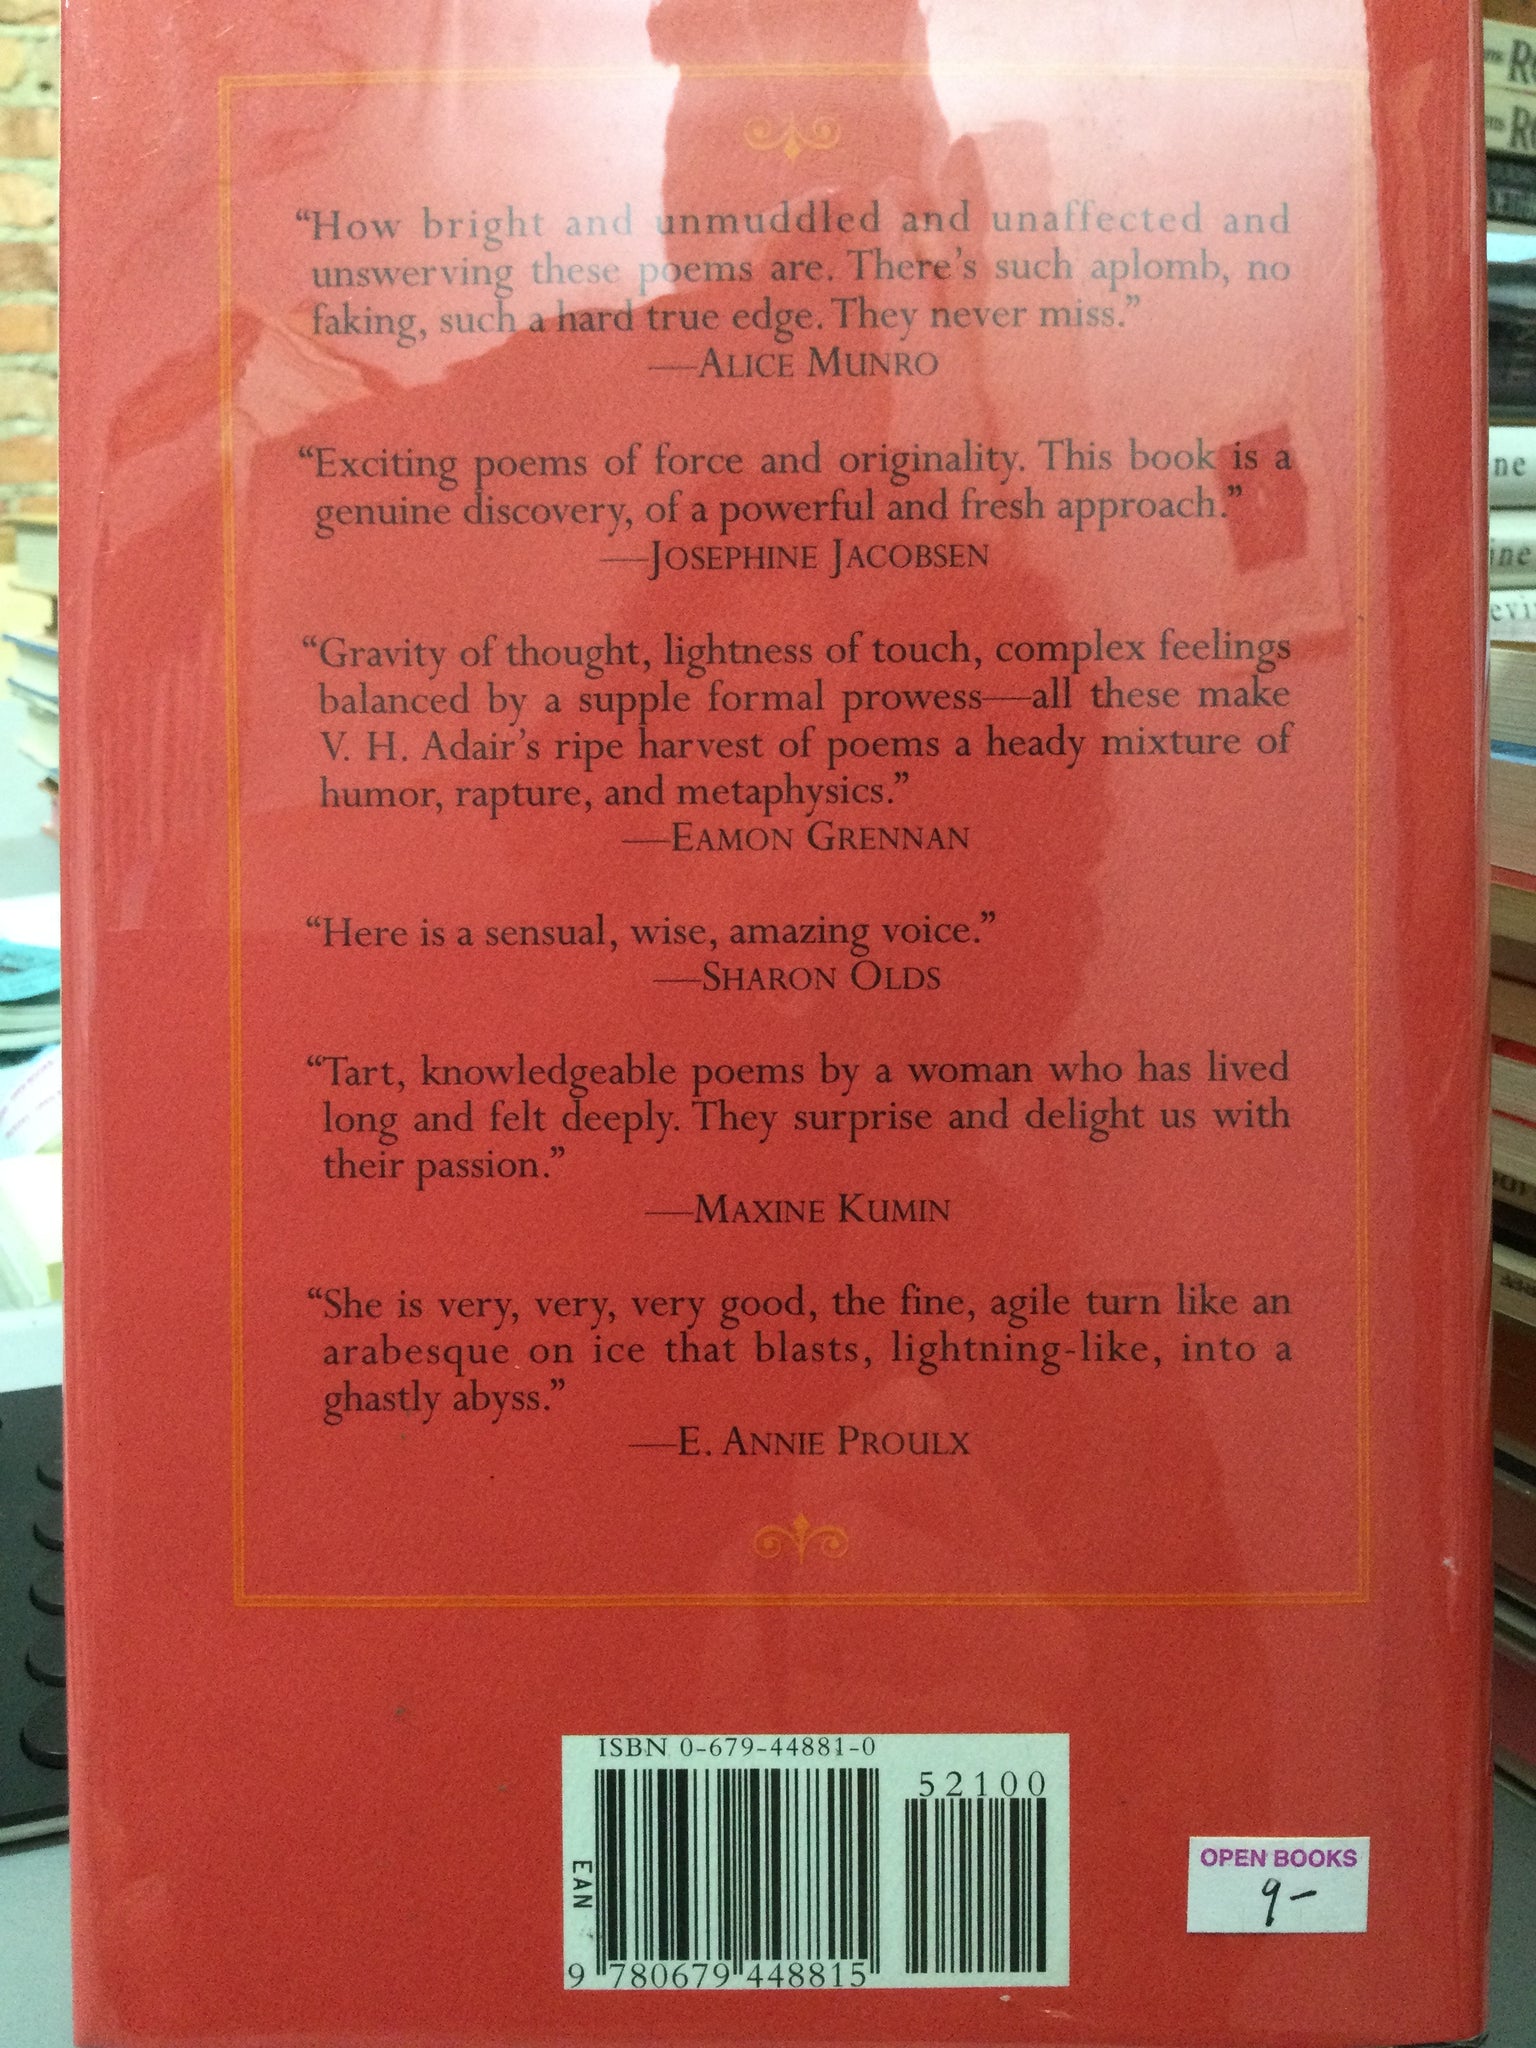 “How bright and unmuddled and unaffected and
unswerving these poems are. There’s such aplomb, no
faking, such a hard true edge. They never miss.”
—ALICE MUNRO
“Exciting poems of force and originality. This book is a
genuine discovery, of a powerful and fresh approach.”
—JOSEPHINE JACOBSEN
“Gravity of thought, lightness of touch, complex feelings
balanced by a supple formal prowess—all these make
V. H. Adair’s ripe harvest of poems a heady mixture of
humor, rapture, and metaphysics.”
—EAMON GRENNAN
“Here is a sensual, wise, amazing voice.”
—SHARON OLDS
“Tart, knowledgeable poems by a woman who has lived
long and felt deeply. They surprise and delight us with
their passion.”
—MAXINE KUMIN
“She is very, very, very good, the fine, agile turn like an
arabesque on ice that blasts, lightning-like, into a
ghastly abyss.”
—E. ANNIE PROULX
ISBN 0-679-44881-0
52100
EAN
9 780679 448815
OPEN BOOKS
9-